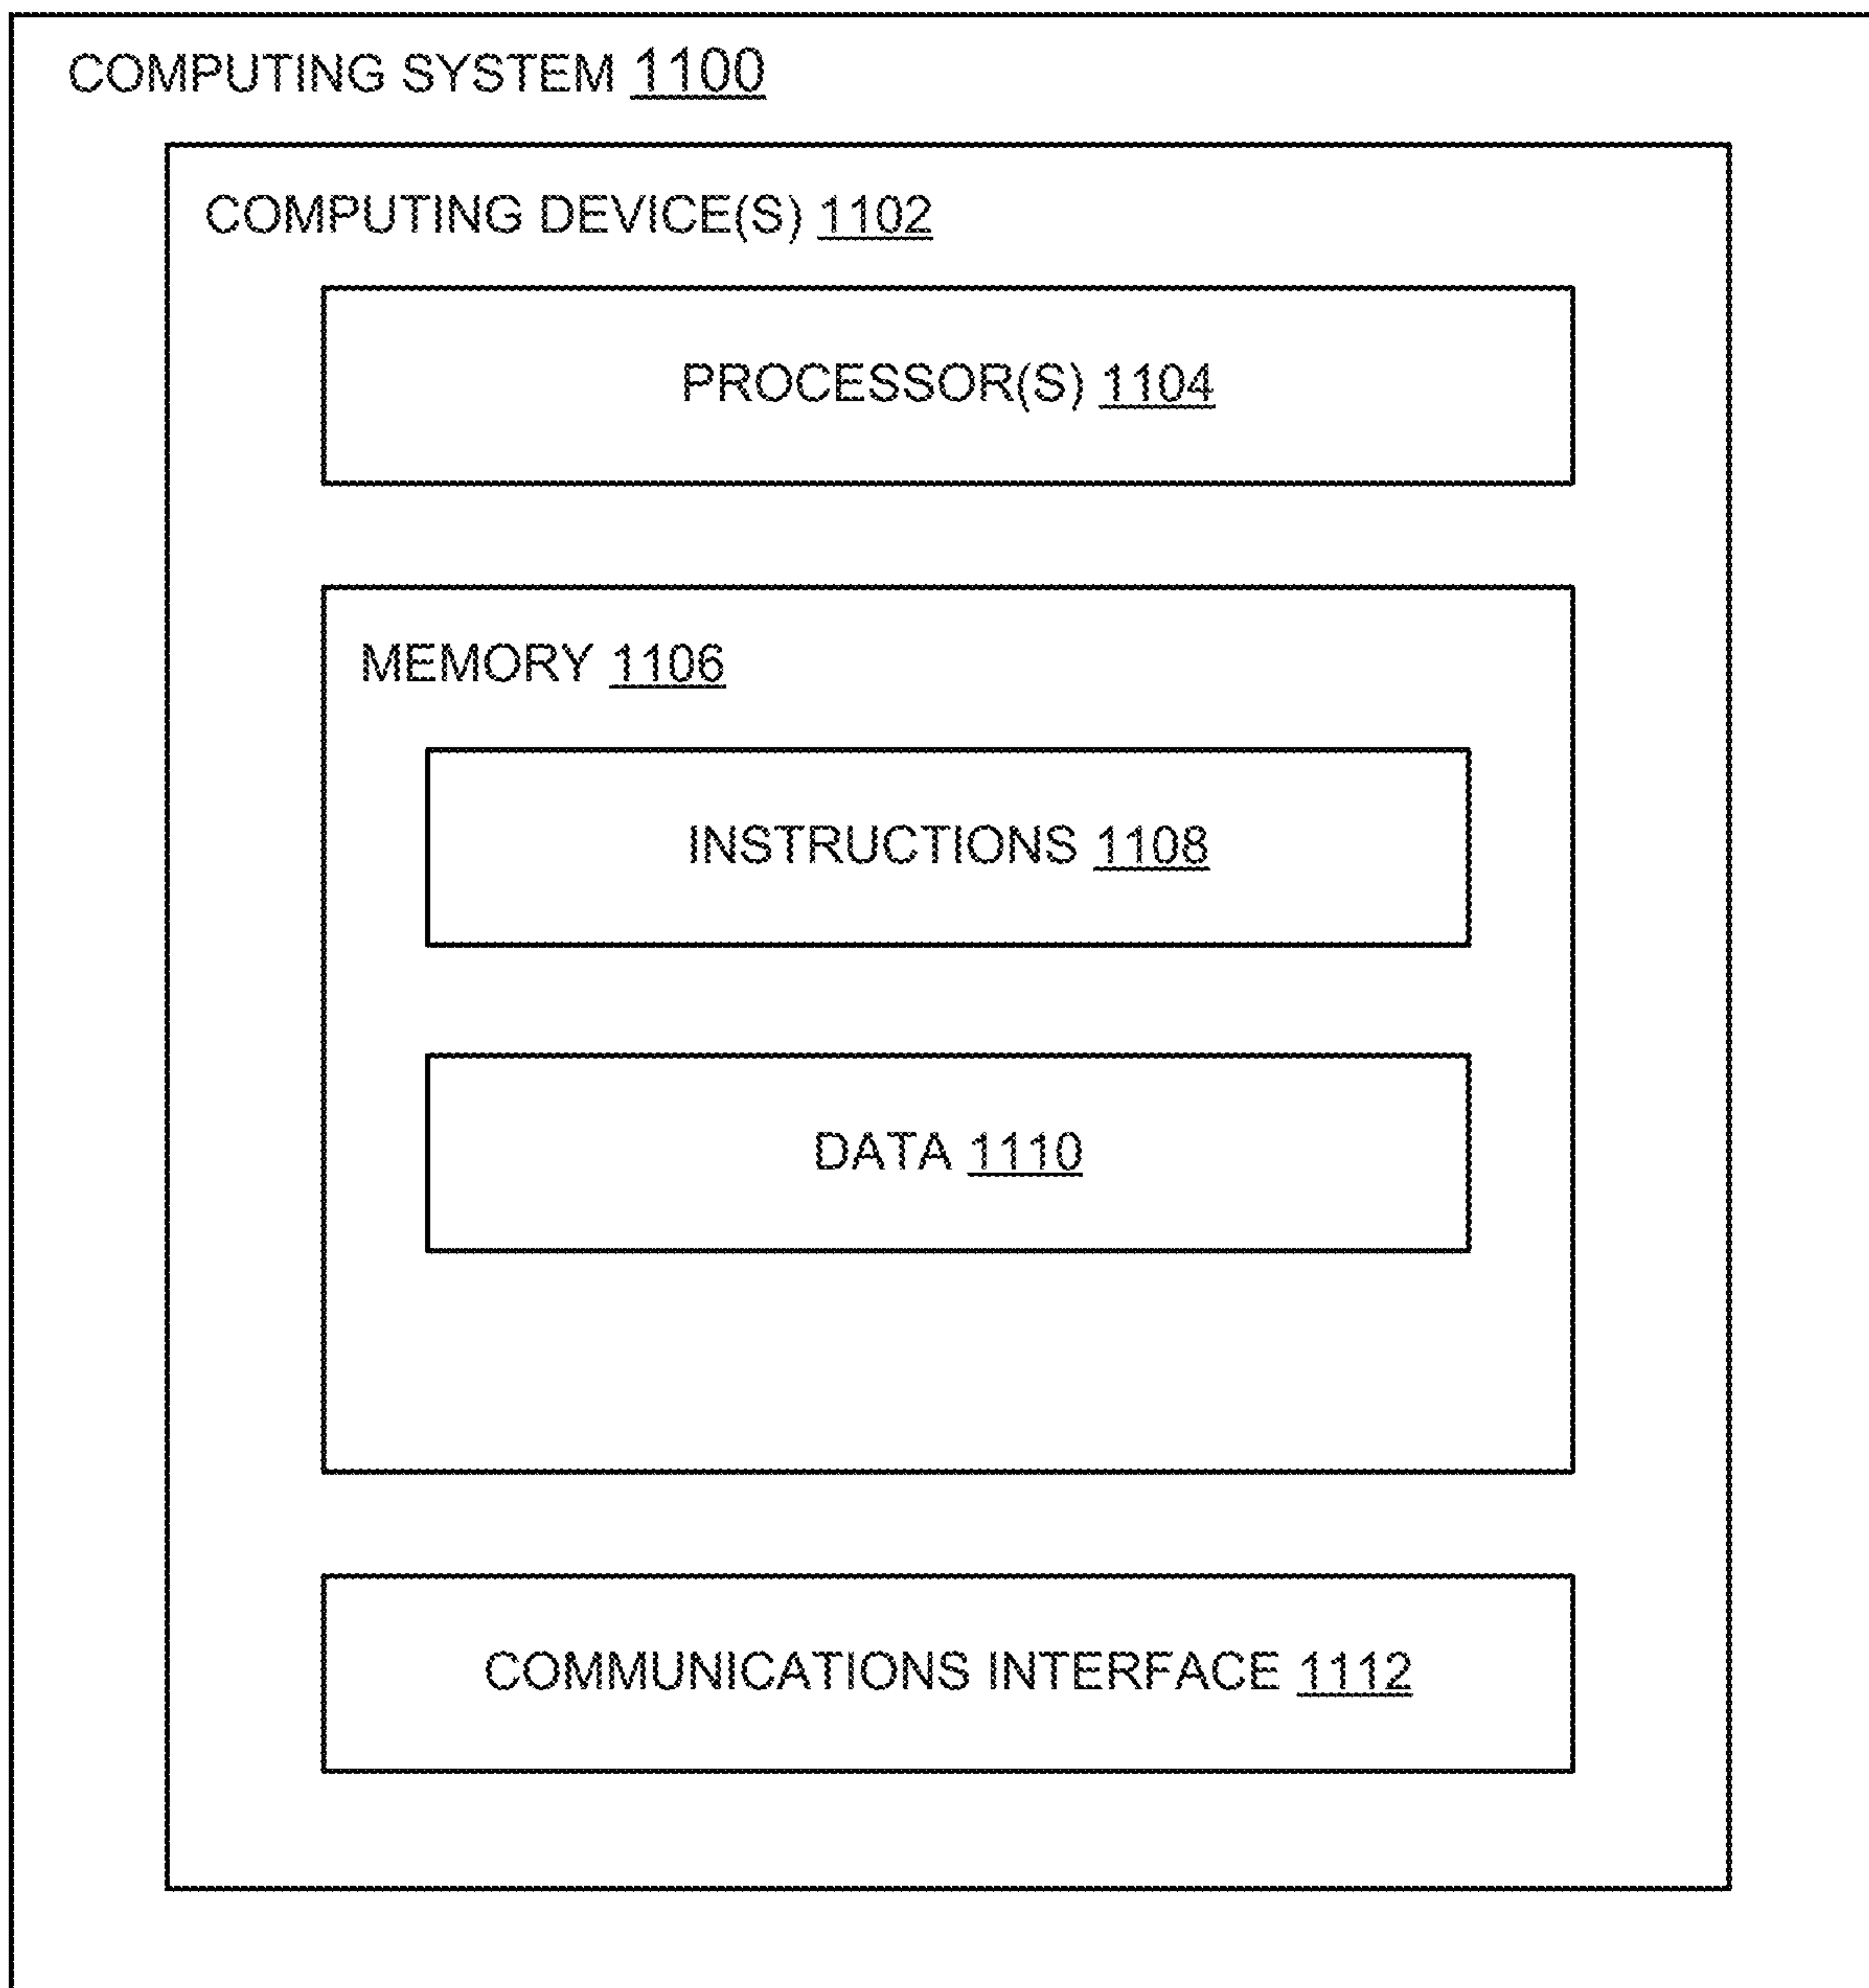 COMPUTING SYSTEM 1100
COMPUTING DEVICE(S) 1102
PROCESSOR(S) 1104
MEMORY 1106
INSTRUCTIONS 1108
DATA 1110
COMMUNICATIONS INTERFACE 1112